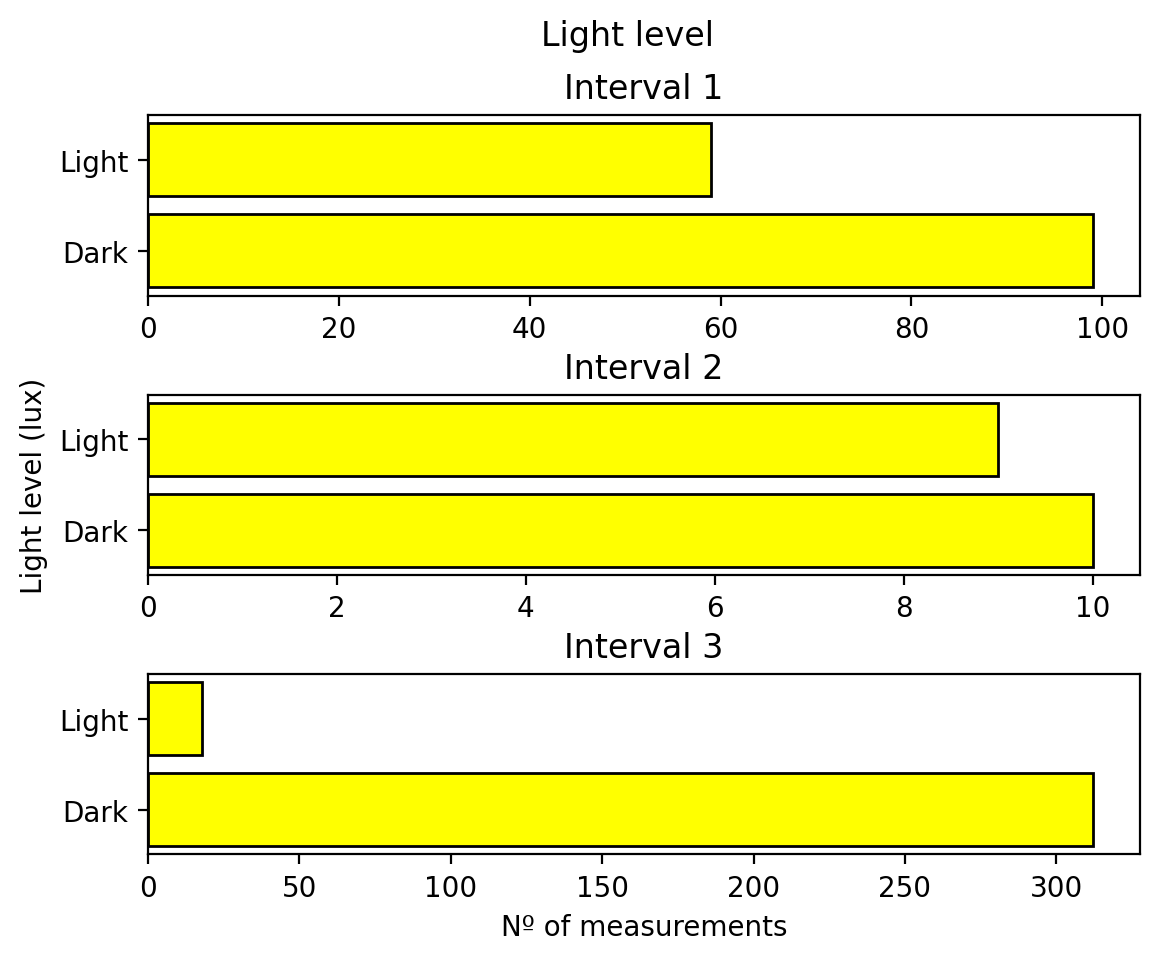 Light level
Interval 1
Light
Dark
0 20 40 60 80 100
Interval 2
Light level (lux)
Light
Dark
0 2 4 6 8 10
Interval 3
Light
Dark
0 50 100 150 200 250 300
Nº of measurements